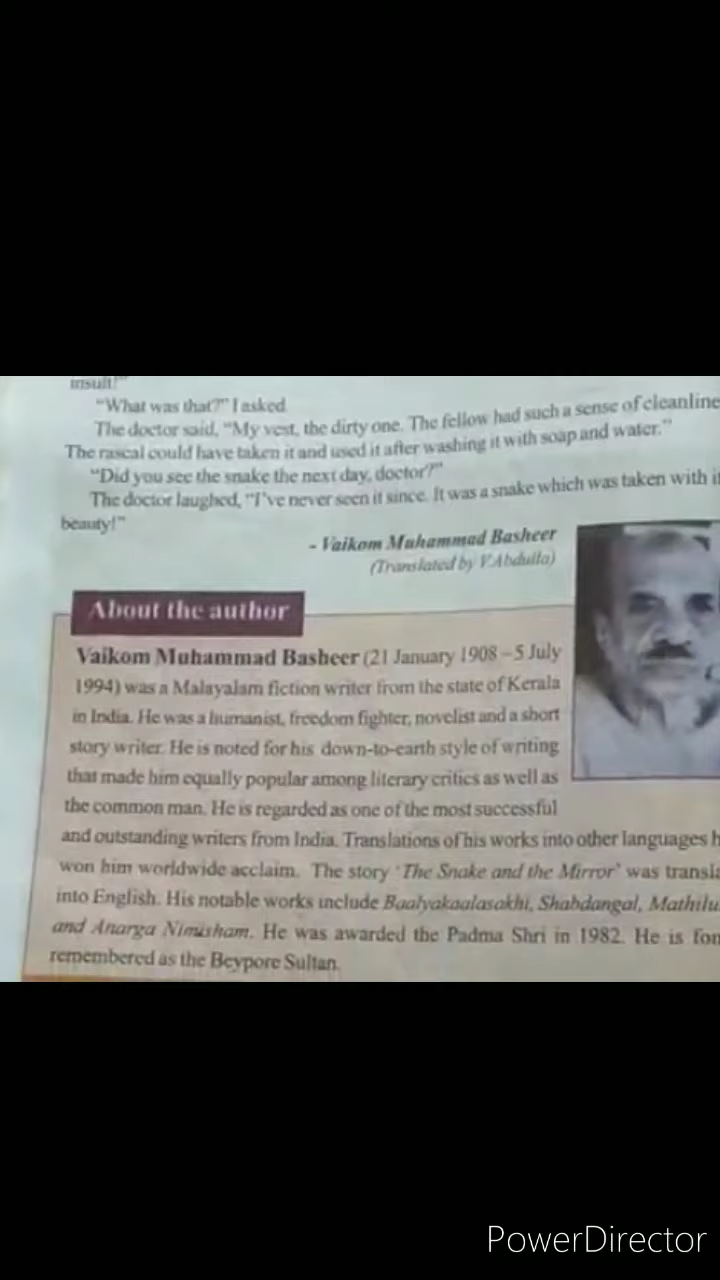 insult!"
"What was that?" I asked.
The doctor said, "My vest, the dirty one. The fellow had such a sense of cleanline
The rascal could have taken it and used it after washing it with soap and water."
"Did you see the snake the next day, doctor?"
The doctor laughed, "I've never seen it since. It was a snake which was taken with it
beauty!"
- Vaikom Muhammad Basheer
(Translated by V.Abdulla)
About the author
Vaikom Muhammad Basheer (21 January 1908 – 5 July
1994) was a Malayalam fiction writer from the state of Kerala
in India. He was a humanist, freedom fighter, novelist and a short
story writer. He is noted for his down-to-earth style of writing
that made him equally popular among literary critics as well as
the common man. He is regarded as one of the most successful
and outstanding writers from India. Translations of his works into other languages h
won him worldwide acclaim. The story 'The Snake and the Mirror' was transla
into English. His notable works include Baalyakaalasakhi, Shabdangal, Mathilu
and Anarga Nimisham. He was awarded the Padma Shri in 1982. He is fon
remembered as the Beypore Sultan.
PowerDirector